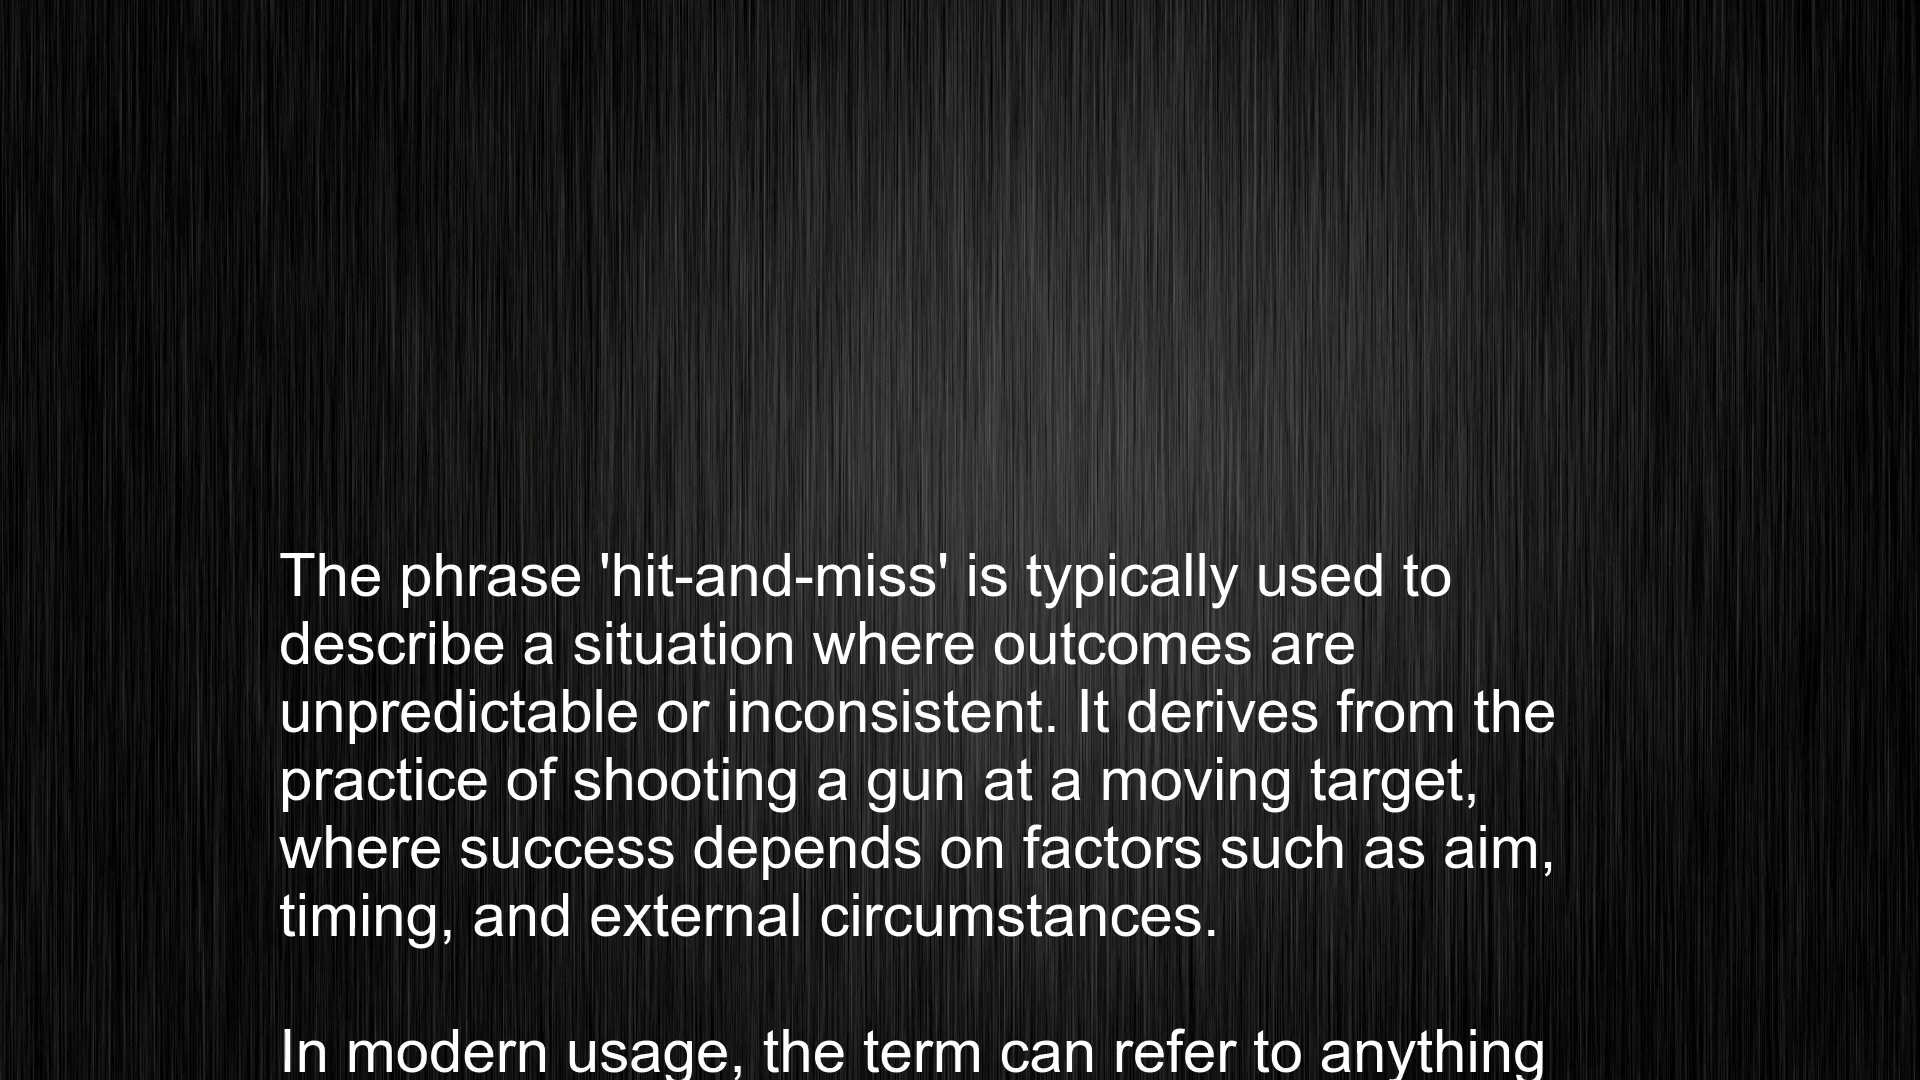 The phrase 'hit-and-miss' is typically used to
describe a situation where outcomes are
unpredictable or inconsistent. It derives from the
practice of shooting a gun at a moving target,
where success depends on factors such as aim,
timing, and external circumstances.
In modern usage, the term can refer to anything